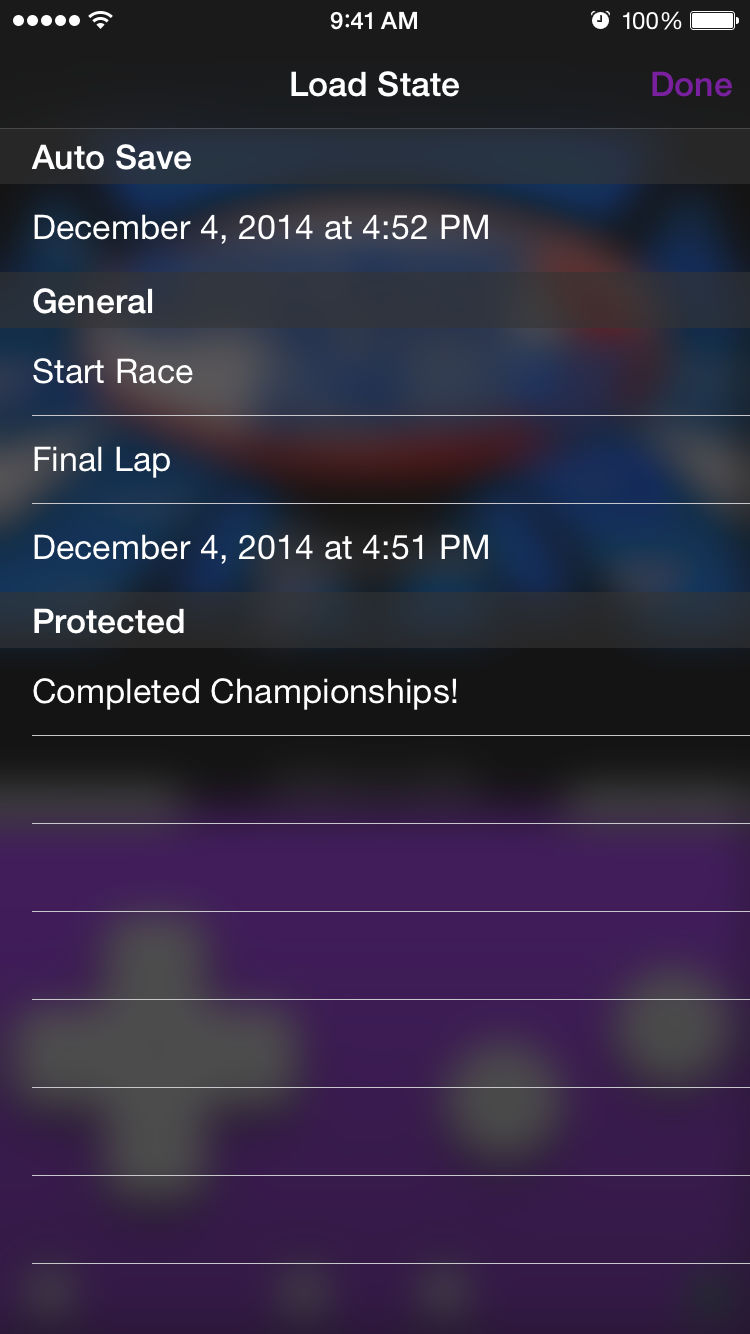 9:41 AM 100%
Load State Done
Auto Save
December 4, 2014 at 4:52 PM
General
Start Race
Final Lap
December 4, 2014 at 4:51 PM
Protected
Completed Championships!